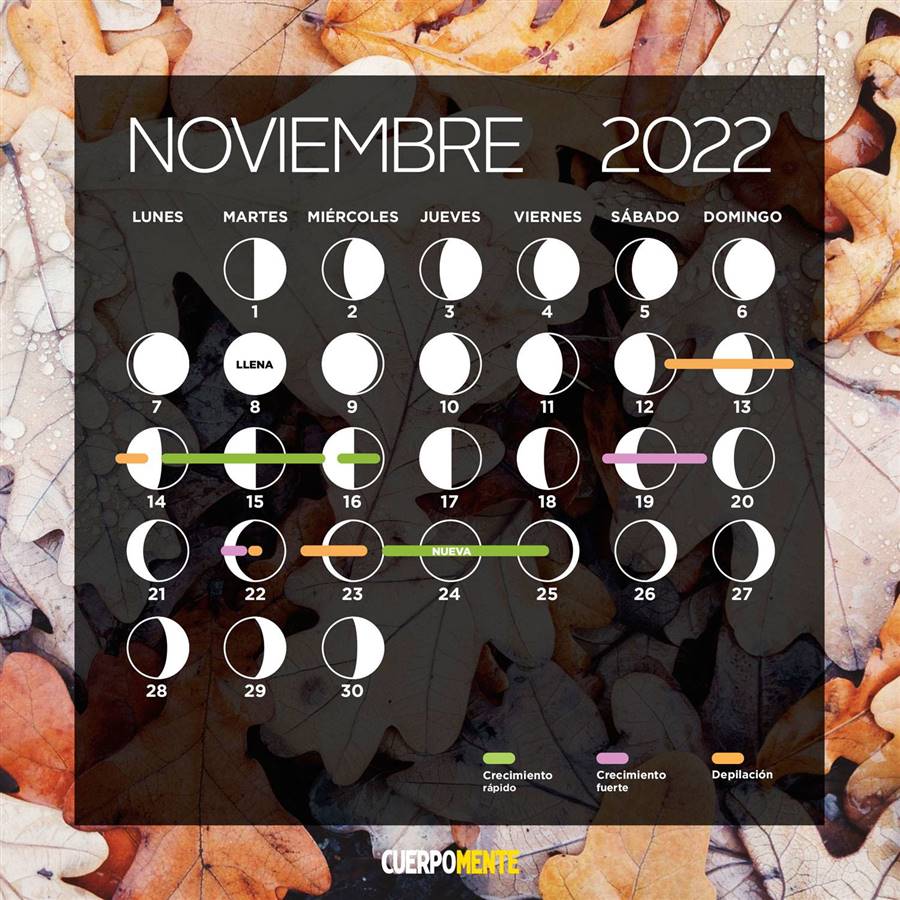 NOVIEMBRE 2022
LUNES MARTES MIÉRCOLES JUEVES VIERNES SÁBADO DOMINGO
1 2 3 4 5 6
LLENA
7 8 9 10 11 12 13
14 15 16 17 18 19 20
NUEVA
21 22 23 24 25 26 27
28 29 30
Crecimiento rápido
Crecimiento fuerte
Depilación
CUERPOMENTE